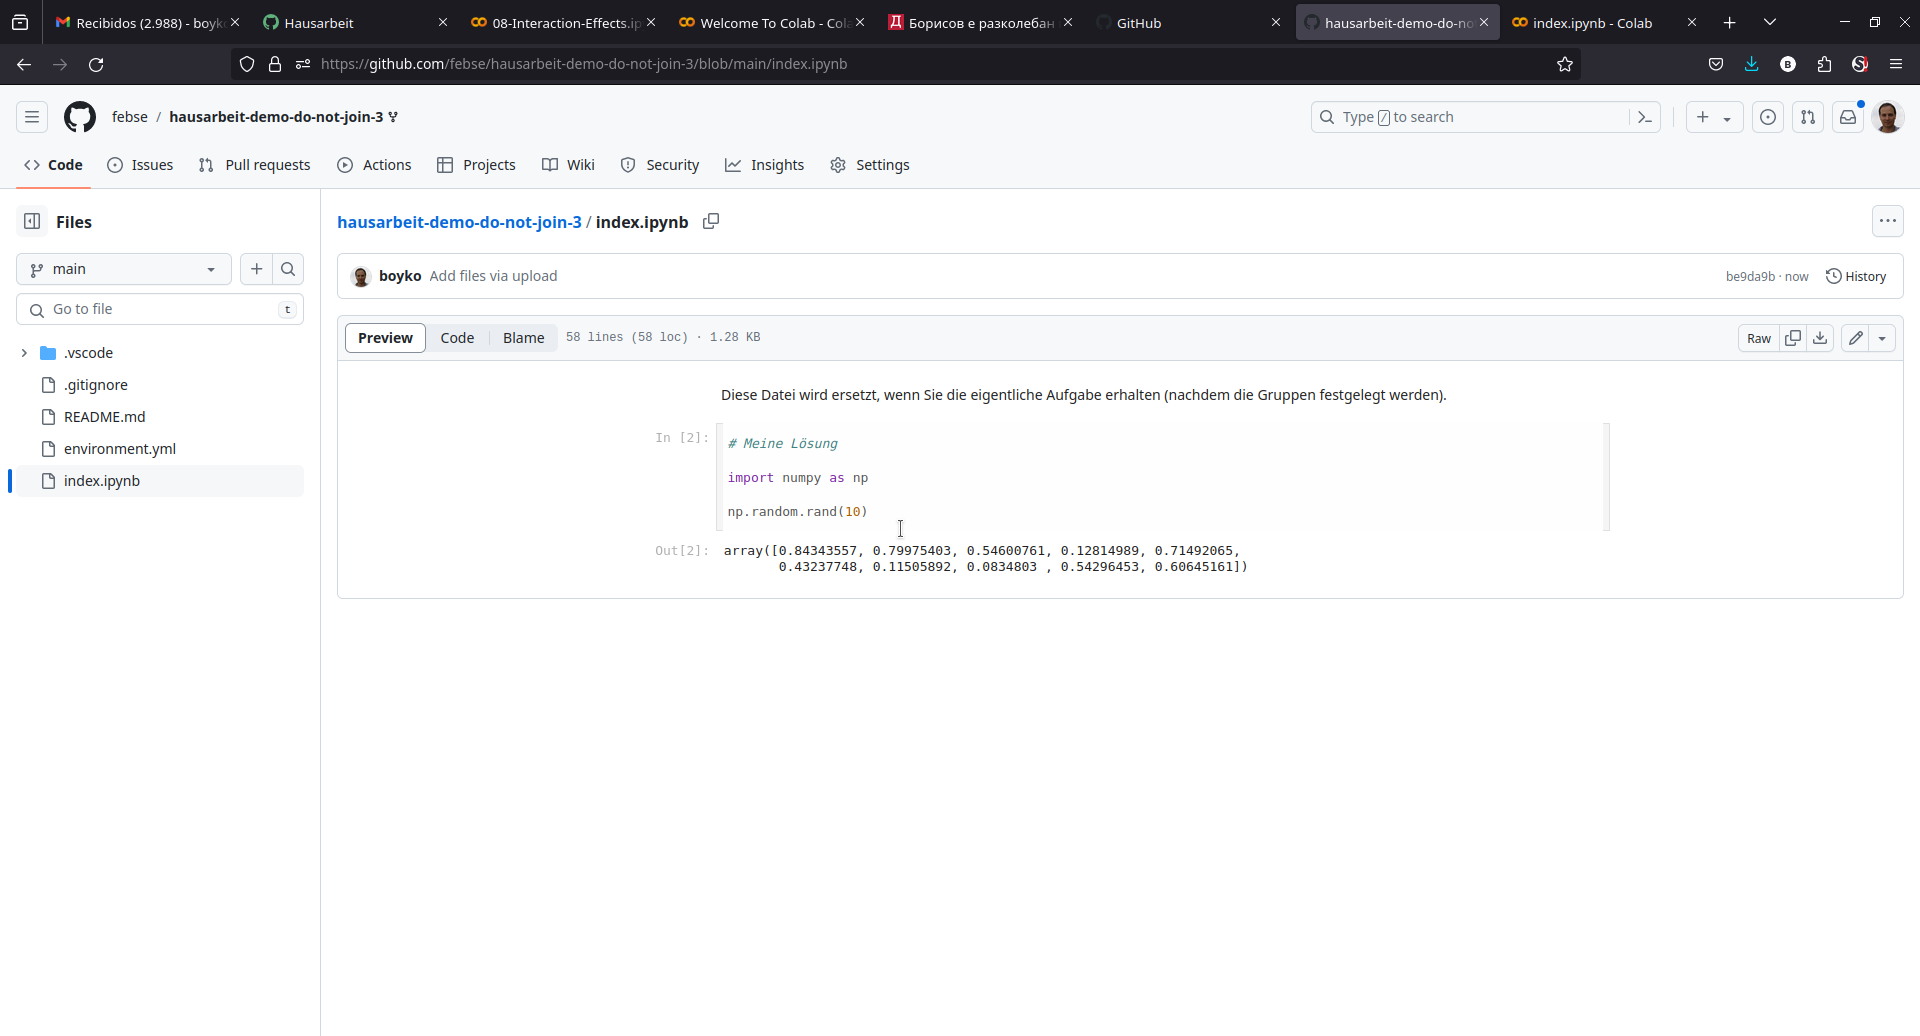 Recibidos (2.988) - boyk
Hausarbeit
08-Interaction-Effects.ip
Welcome To Colab - Col
Борисов е разколебан
GitHub
hausarbeit-demo-do-no
index.ipynb - Colab
https://github.com/febse/hausarbeit-demo-do-not-join-3/blob/main/index.ipynb
febse / hausarbeit-demo-do-not-join-3
Type / to search
Code
Issues
Pull requests
Actions
Projects
Wiki
Security
Insights
Settings
Files
main
Go to file
t
.vscode
.gitignore
README.md
environment.yml
index.ipynb
hausarbeit-demo-do-not-join-3 / index.ipynb
boyko Add files via upload
be9da9b · now
History
Preview
Code
Blame
58 lines (58 loc) · 1.28 KB
Raw
Diese Datei wird ersetzt, wenn Sie die eigentliche Aufgabe erhalten (nachdem die Gruppen festgelegt werden).
In [2]:
# Meine Lösung
import numpy as np
np.random.rand(10)
Out[2]:
array([0.84343557, 0.79975403, 0.54600761, 0.12814989, 0.71492065,
0.43237748, 0.11505892, 0.0834803 , 0.54296453, 0.60645161])